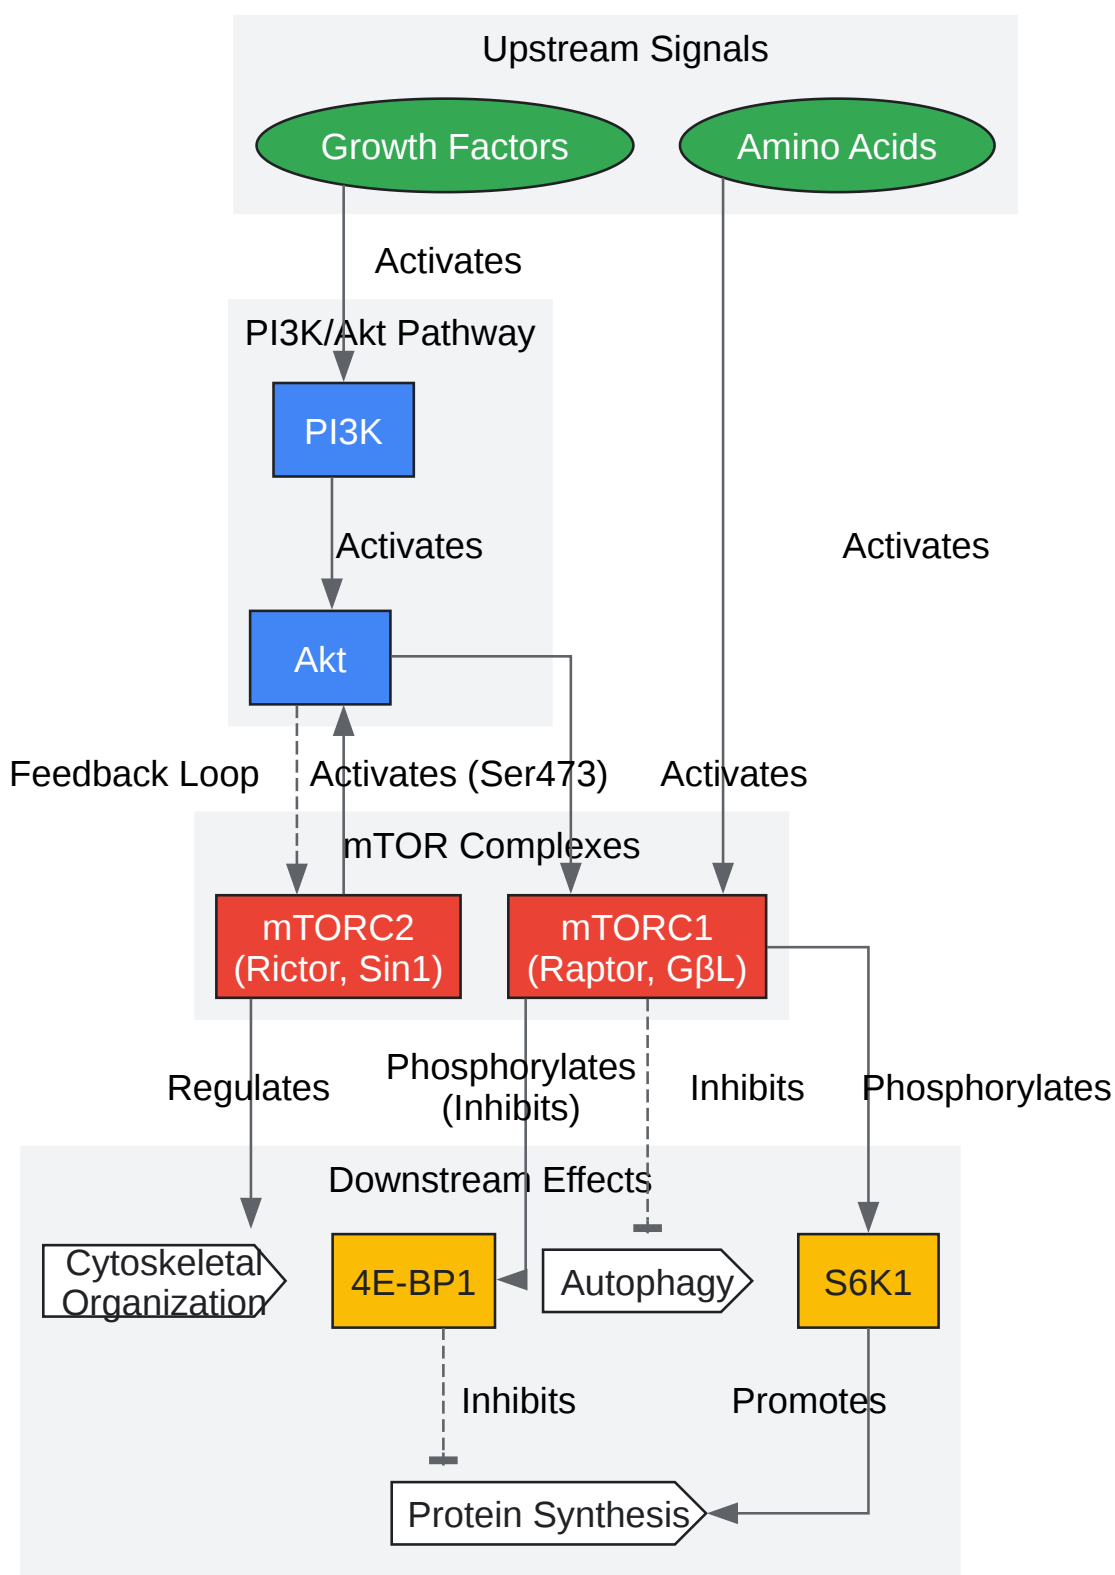 Upstream Signals
Growth Factors
Amino Acids
Activates
PI3K/Akt Pathway
PI3K
Activates
Activates
Akt
Feedback Loop
Activates (Ser473)
Activates
mTOR Complexes
mTORC2
(Rictor, Sin1)
mTORC1
(Raptor, GβL)
Regulates
Phosphorylates
(Inhibits)
Inhibits
Phosphorylates
Downstream Effects
Cytoskeletal
Organization
4E-BP1
Autophagy
S6K1
Inhibits
Promotes
Protein Synthesis